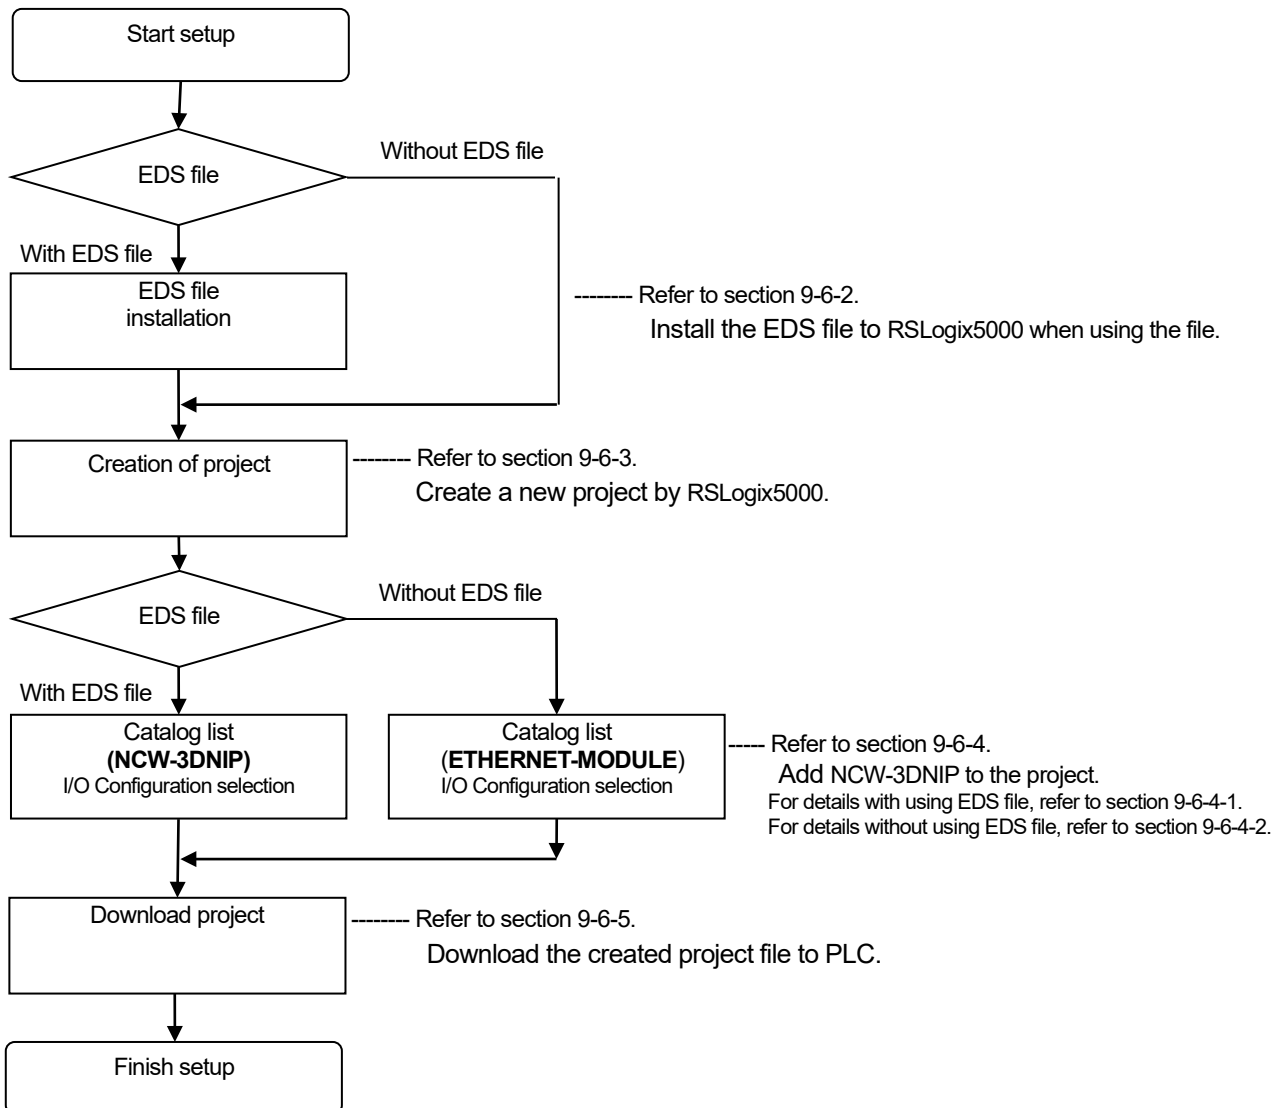 Start setup
Without EDS file
EDS file
With EDS file
EDS file
installation
-------- Refer to section 9-6-2.
Install the EDS file to RSLogix5000 when using the file.
Creation of project
-------- Refer to section 9-6-3.
Create a new project by RSLogix5000.
Without EDS file
EDS file
With EDS file
Catalog list
(NCW-3DNIP)
I/O Configuration selection
Catalog list
(ETHERNET-MODULE)
I/O Configuration selection
----- Refer to section 9-6-4.
Add NCW-3DNIP to the project.
For details with using EDS file, refer to section 9-6-4-1.
For details without using EDS file, refer to section 9-6-4-2.
Download project
-------- Refer to section 9-6-5.
Download the created project file to PLC.
Finish setup